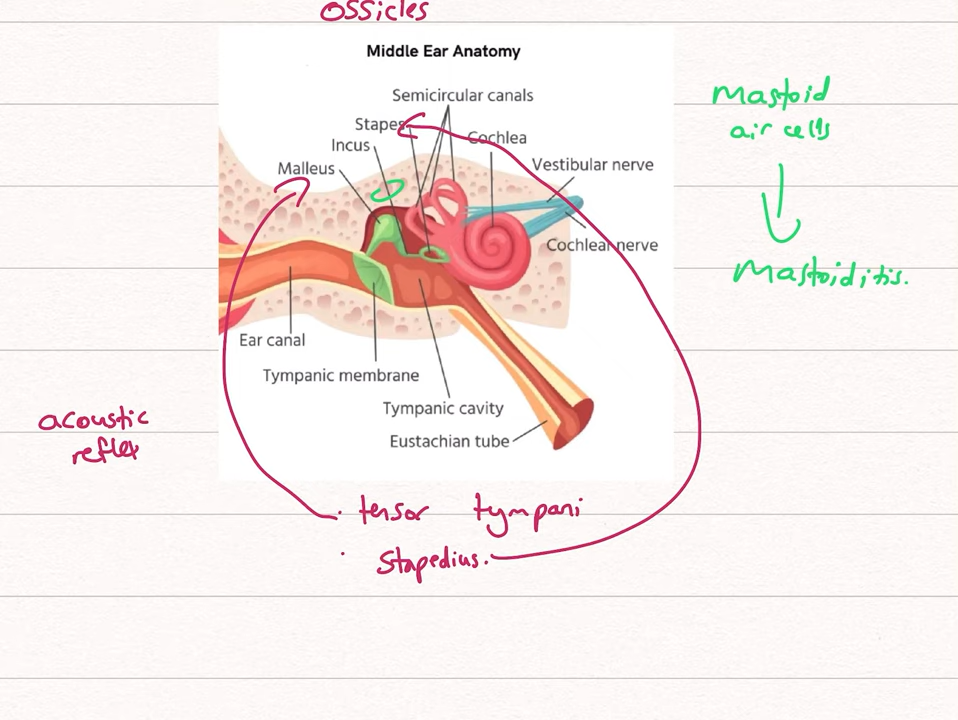 ossicles
Middle Ear Anatomy
Semicircular canals
Stapes
Cochlea
Incus
Vestibular nerve
Malleus
Cochlear nerve
Ear canal
Tympanic membrane
Tympanic cavity
Eustachian tube
mastoid
air cells
Mastoiditis.
acoustic
reflex
· tensor tympani
· Stapedius.